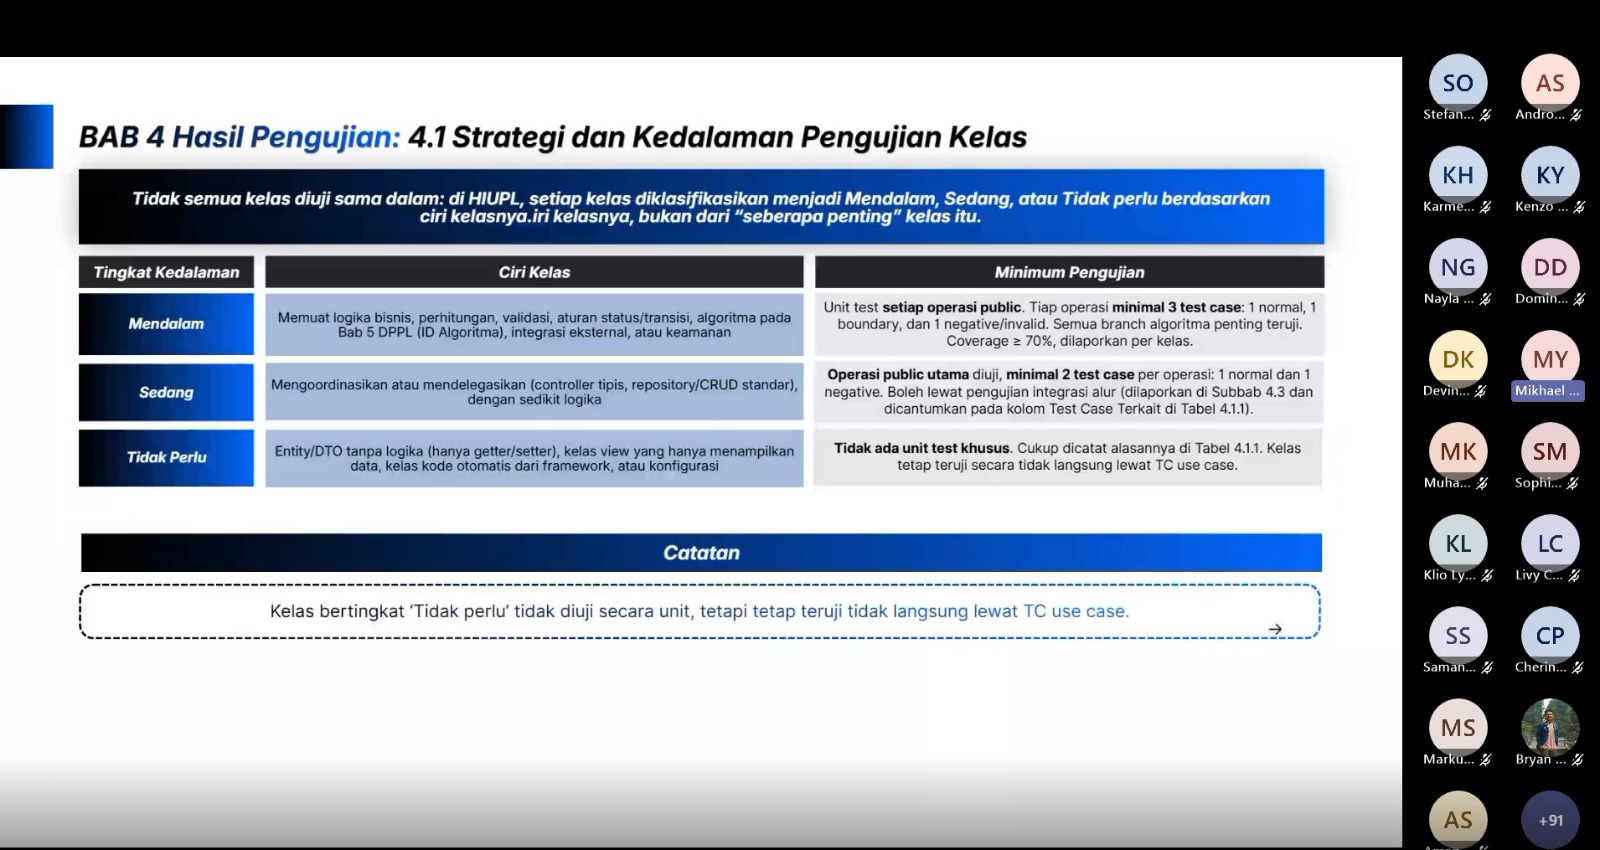 BAB 4 Hasil Pengujian: 4.1 Strategi dan Kedalaman Pengujian Kelas
Tidak semua kelas diuji sama dalam: di HIUPL, setiap kelas diklasifikasikan menjadi Mendalam, Sedang, atau Tidak perlu berdasarkan
ciri kelasnya.iri kelasnya, bukan dari “seberapa penting” kelas itu.
Tingkat Kedalaman
Ciri Kelas
Minimum Pengujian
Mendalam
Memuat logika bisnis, perhitungan, validasi, aturan status/transisi, algoritma pada
Bab 5 DPPL (ID Algoritma), integrasi eksternal, atau keamanan
Unit test setiap operasi public. Tiap operasi minimal 3 test case: 1 normal, 1
boundary, dan 1 negative/invalid. Semua branch algoritma penting teruji.
Coverage ≥ 70%, dilaporkan per kelas.
Sedang
Mengoordinasikan atau mendelegasikan (controller tipis, repository/CRUD standar),
dengan sedikit logika
Operasi public utama diuji, minimal 2 test case per operasi: 1 normal dan 1
negative. Boleh lewat pengujian integrasi alur (dilaporkan di Subbab 4.3 dan
dicantumkan pada kolom Test Case Terkait di Tabel 4.1.1).
Tidak Perlu
Entity/DTO tanpa logika (hanya getter/setter), kelas view yang hanya menampilkan
data, kelas kode otomatis dari framework, atau konfigurasi
Tidak ada unit test khusus. Cukup dicatat alasannya di Tabel 4.1.1. Kelas
tetap teruji secara tidak langsung lewat TC use case.
Catatan
Kelas bertingkat ‘Tidak perlu’ tidak diuji secara unit, tetapi tetap teruji tidak langsung lewat TC use case.
→
SO
AS
Stefan...
Andro...
KH
KY
Karme...
Kenzo ...
NG
DD
Nayla ...
Domin...
DK
MY
Devin...
Mikhael ...
MK
SM
Muha...
Sophi...
KL
LC
Klio Ly...
Livy C...
SS
CP
Saman...
Cherin...
MS
Marku...
Bryan ...
AS
+91